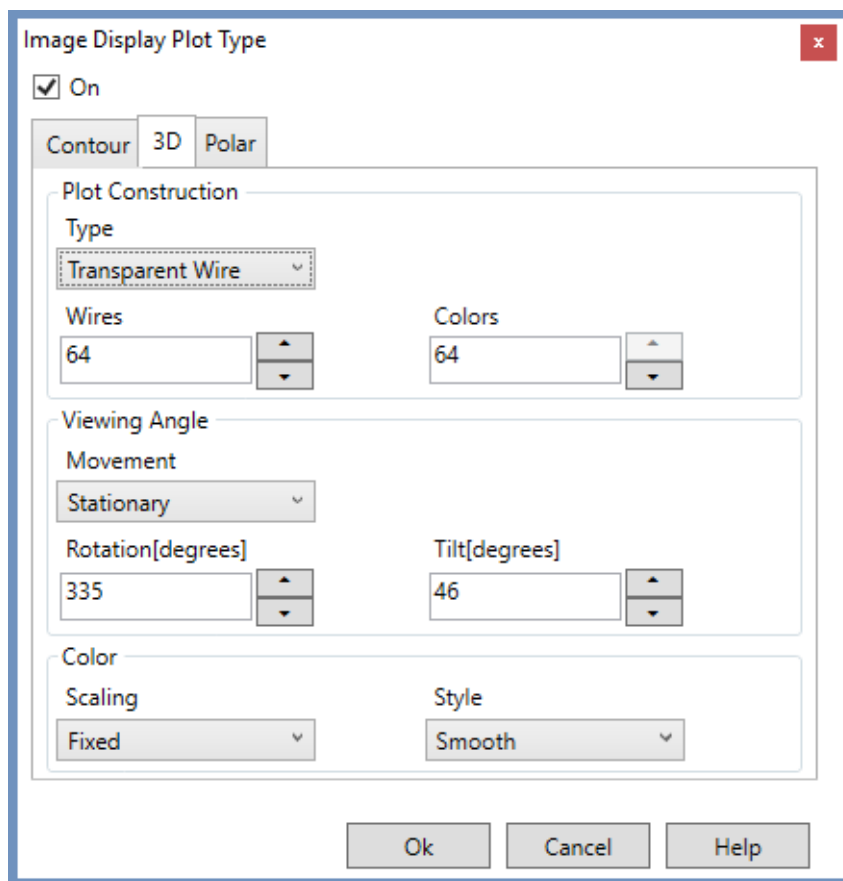 Image Display Plot Type
x
On
Contour 3D Polar
Plot Construction
Type
Transparent Wire
Wires Colors
64 64
Viewing Angle
Movement
Stationary
Rotation[degrees] Tilt[degrees]
335 46
Color
Scaling Style
Fixed Smooth
Ok Cancel Help